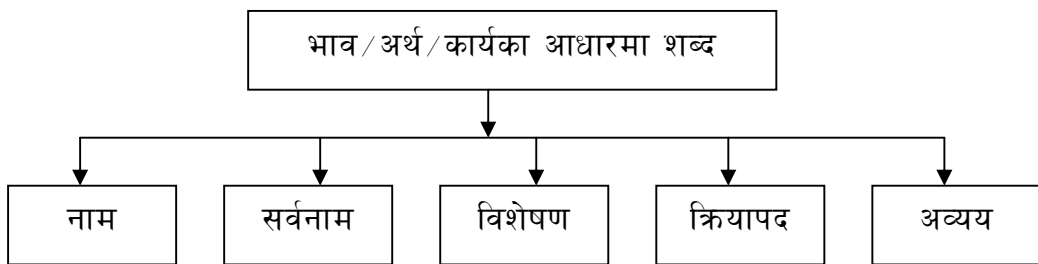 भाव/अर्थ/कार्यका आधारमा शब्द
नाम
सर्वनाम
विशेषण
क्रियापद
अव्यय